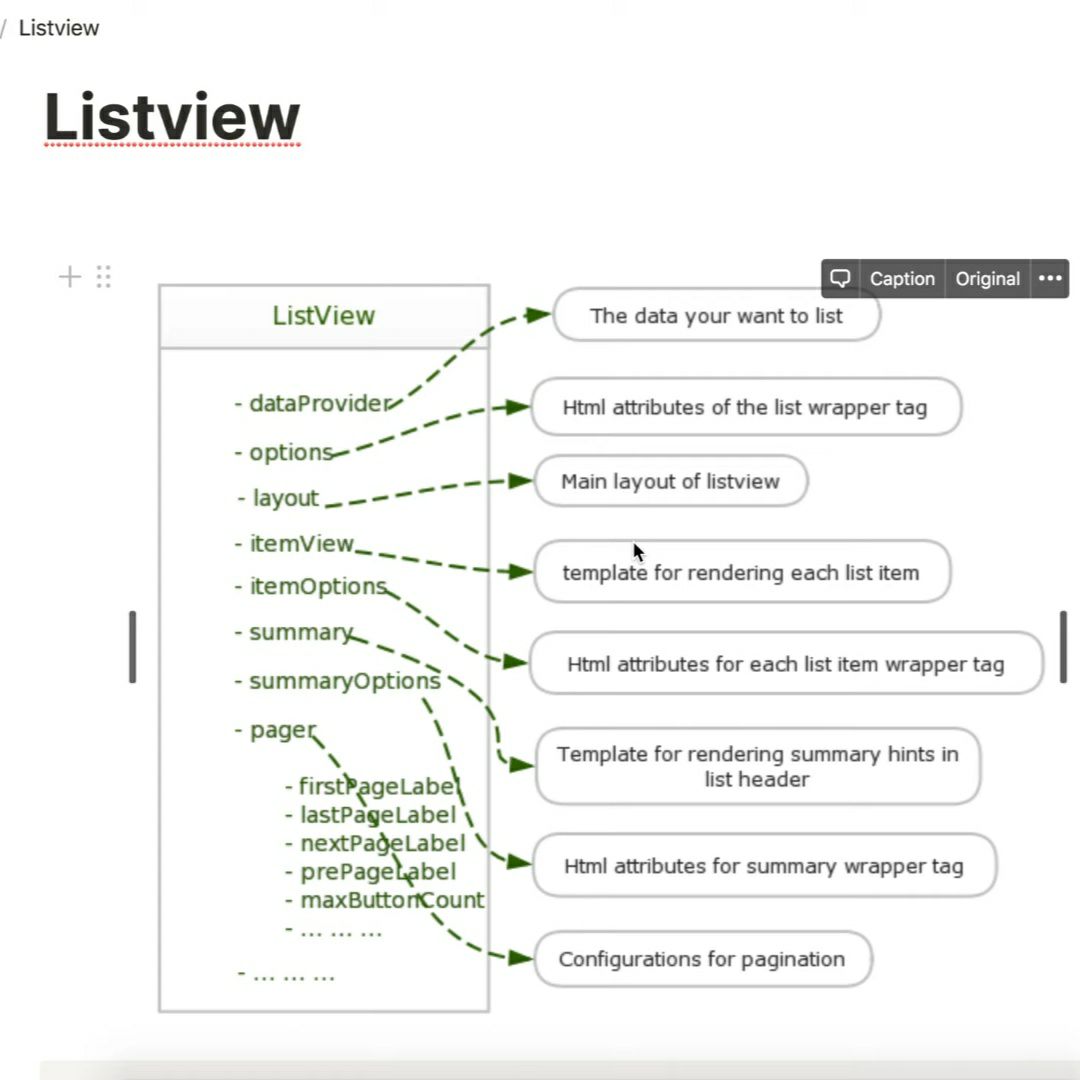 / Listview
Listview
Caption Original •••
ListView
- dataProvider
- options
- layout
- itemView
- itemOptions
- summary
- summaryOptions
- pager
- firstPageLabel
- lastPageLabel
- nextPageLabel
- prePageLabel
- maxButtonCount
- ... ... ...
- ... ... ...
The data your want to list
Html attributes of the list wrapper tag
Main layout of listview
template for rendering each list item
Html attributes for each list item wrapper tag
Template for rendering summary hints in
list header
Html attributes for summary wrapper tag
Configurations for pagination